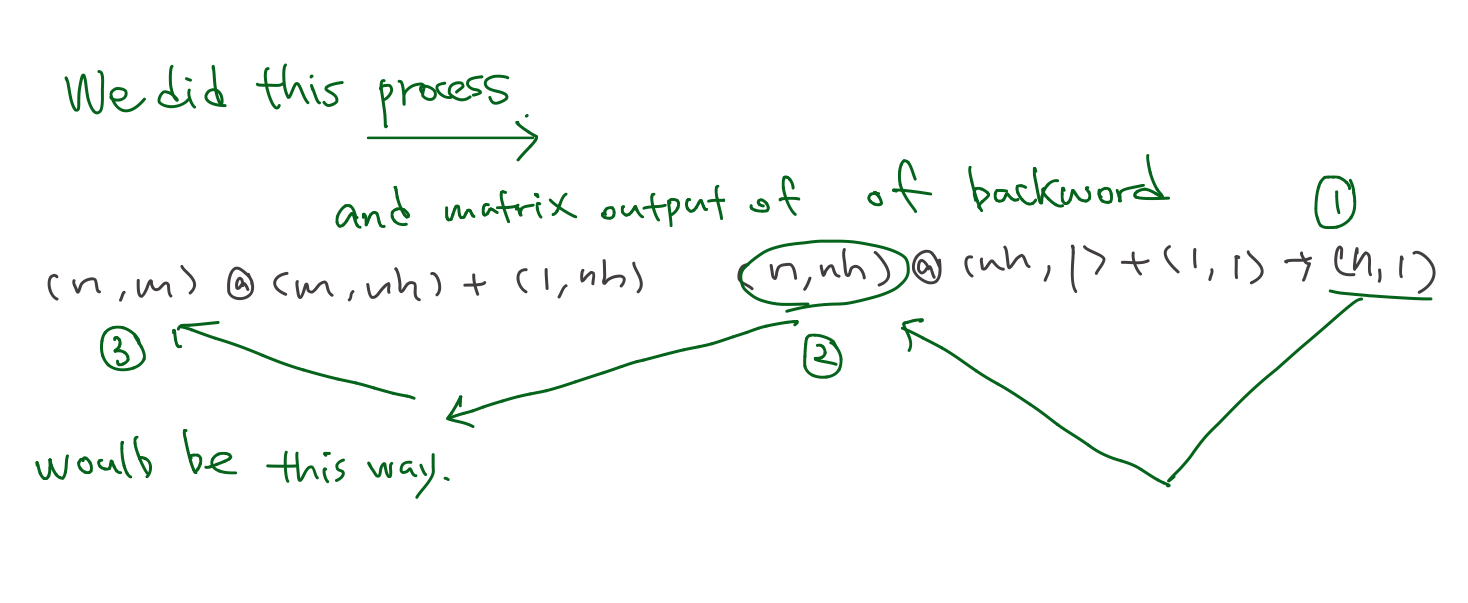 We did this process.
and matrix output of of backword
①
(n,m) @ (m,nh) + (1,nh) (n,nh) @ (nh,1) + (1,1) → (n,1)
③ ②
woulb be this way.